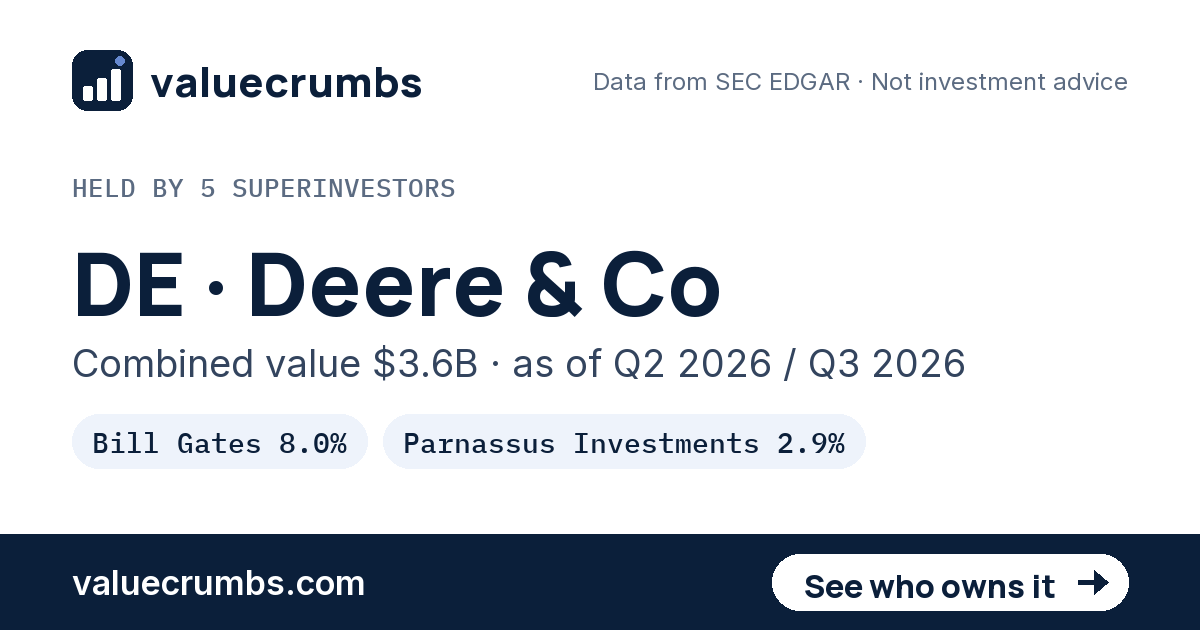 valuecrumbs
Data from SEC EDGAR · Not investment advice
HELD BY 5 SUPERINVESTORS
DE · Deere & Co
Combined value $3.6B · as of Q2 2026 / Q3 2026
Bill Gates 8.0%
Parnassus Investments 2.9%
valuecrumbs.com
See who owns it →